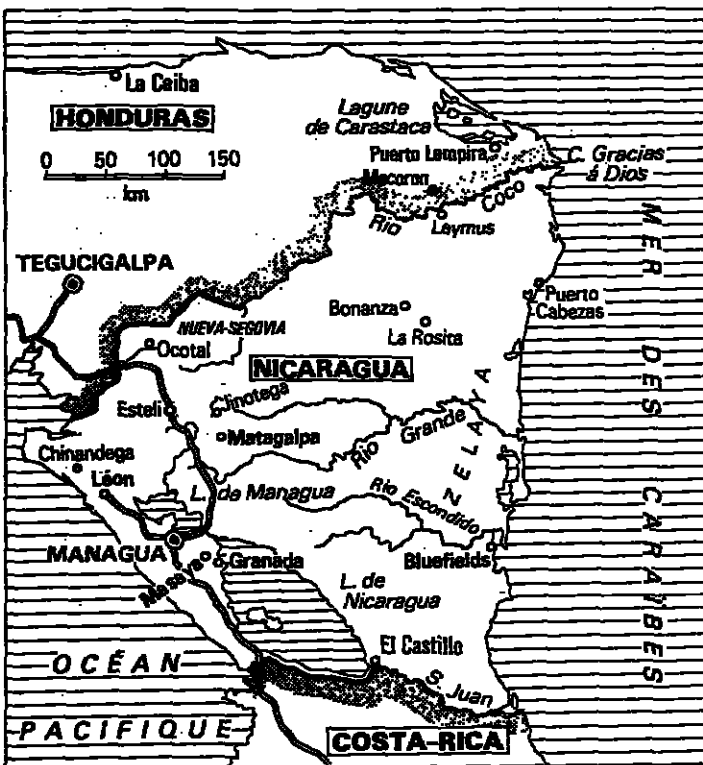 La Ceiba
HONDURAS
0 50 100 150
km
Lagune
de Carastaca
Puerto Lempira
Mocoron
C. Gracias
á Dios
Rio Coco
Leymus
TEGUCIGALPA
Puerto
Cabezas
Bonanza
La Rosita
NUEVA-SEGOVIA
Ocotal
NICARAGUA
Esteli
Jinotega
Matagalpa
Rio Grande
ZELAYA
MER DES CARAÏBES
Chinandega
Léon
L. de Managua
Rio Escondido
MANAGUA
Masaya
Granada
Bluefields
L. de
Nicaragua
El Castillo
S. Juan
OCÉAN
PACIFIQUE
COSTA-RICA